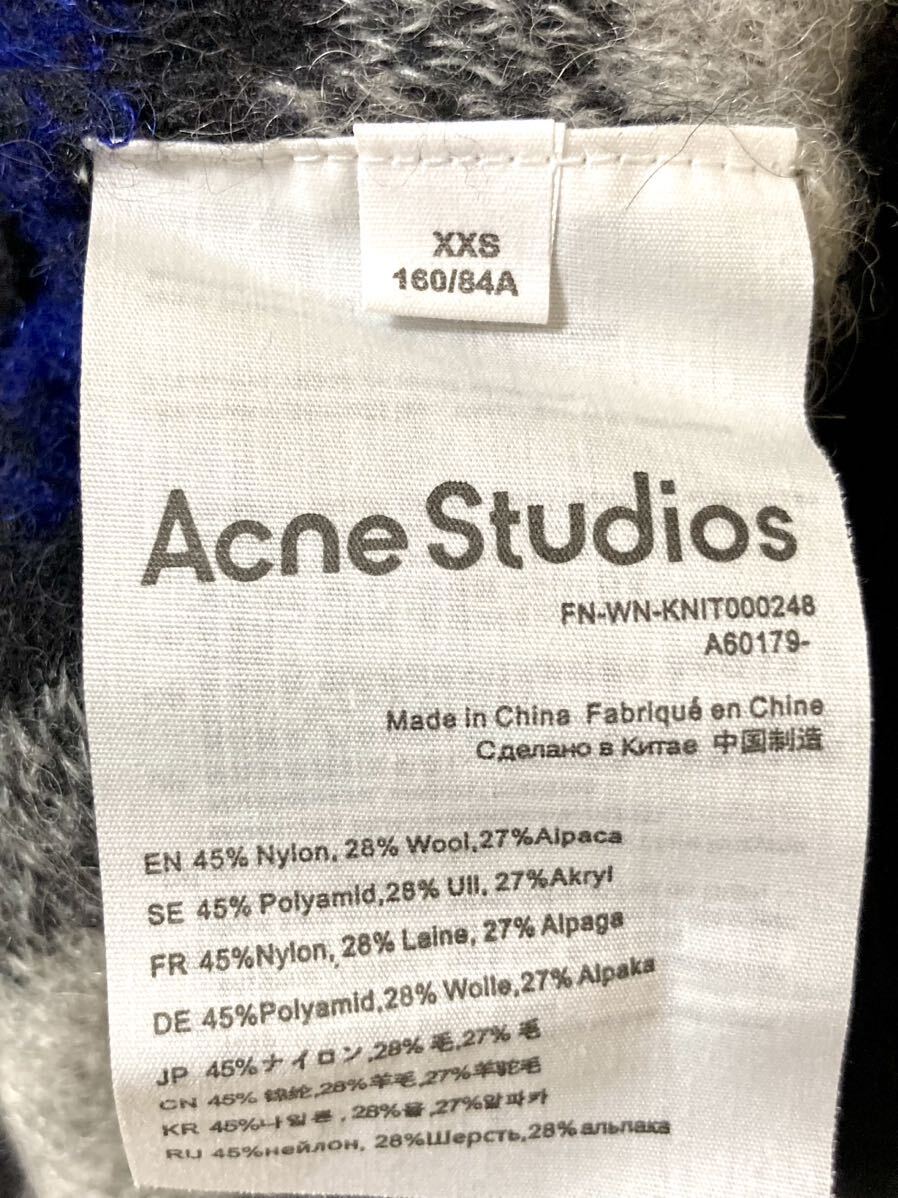 XXS
160/84A
Acne Studios
FN-WN-KNIT000248
A60179-
Made in China Fabriqué en Chine
Сделано в Китае 中国制造
EN 45% Nylon, 28% Wool,27%Alpaca
SE 45% Polyamid,28% Ull, 27%Akryl
FR 45%Nylon, 28% Laine, 27% Alpaga
DE 45%Polyamid,28% Wolle,27% Alpaka
JP 45%ナイロン,28% 毛,27% 毛
CN 45% 锦纶,28%羊毛,27%羊驼毛
KR 45%나일론, 28%울,27%알파카
RU 45%нейлон, 28%Шерсть,28%альпака